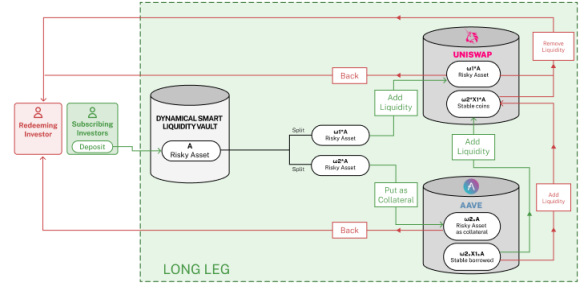 Redeeming
Investor
Subscribing
Investors
Deposit
DYNAMICAL SMART
LIQUIDITY VAULT
A
Risky Asset
Split
Split
ω1*A
Risky Asset
ω2*A
Risky Asset
Add
Liquidity
Put as
Collateral
Back
Back
UNISWAP
ω1*A
Risky Asset
ω2*X1*A
Stable coins
Remove
Liquidity
Add
Liquidity
Add
Liquidity
AAVE
ω2*A
Risky Asset
as collateral
ω2*X1*A
Stable borrowed
LONG LEG